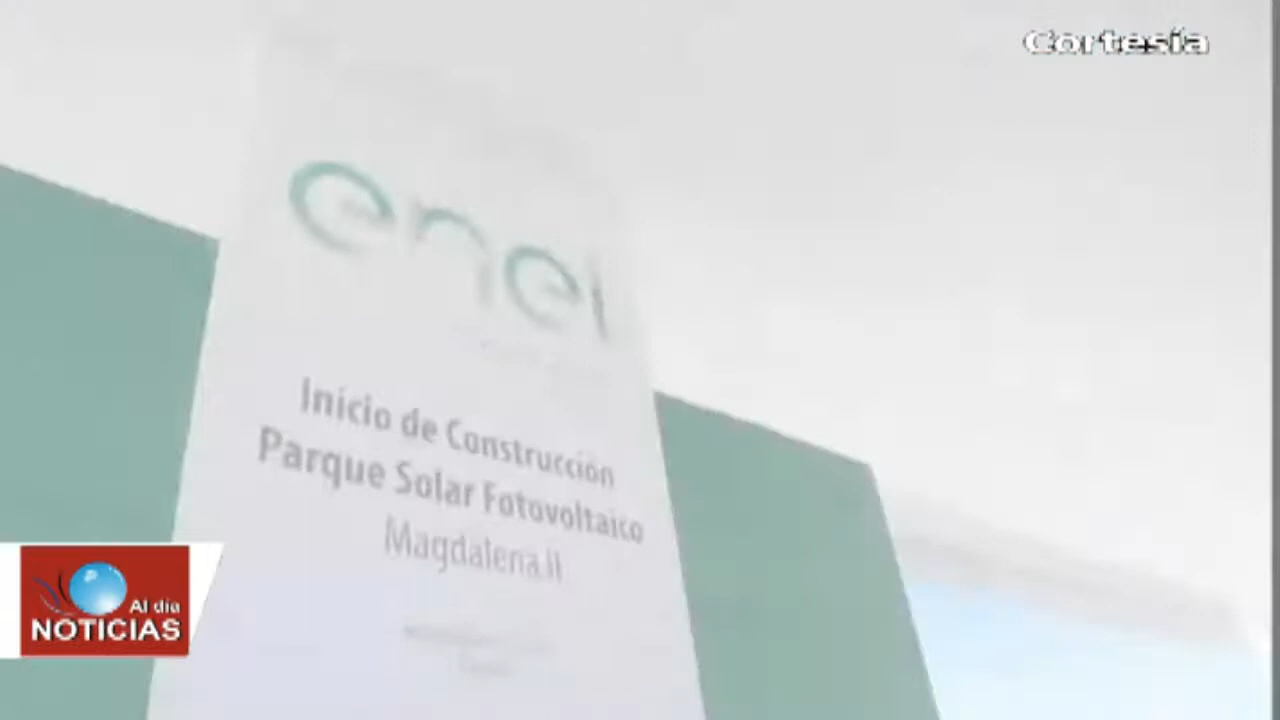 Cortesía
enel
Inicio de Construcción
Parque Solar Fotovoltaico
Magdalena II
Al día
NOTICIAS